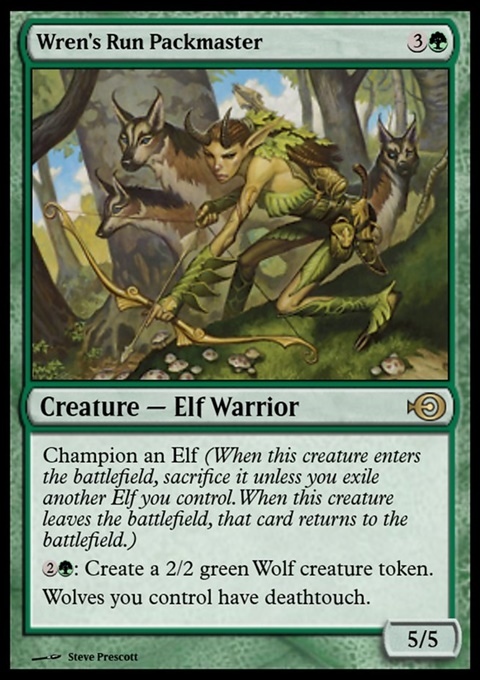 Wren's Run Packmaster 3
Creature — Elf Warrior
Champion an Elf (When this creature enters
the battlefield, sacrifice it unless you exile
another Elf you control. When this creature
leaves the battlefield, that card returns to the
battlefield.)
2: Create a 2/2 green Wolf creature token.
Wolves you control have deathtouch.
5/5
Steve Prescott